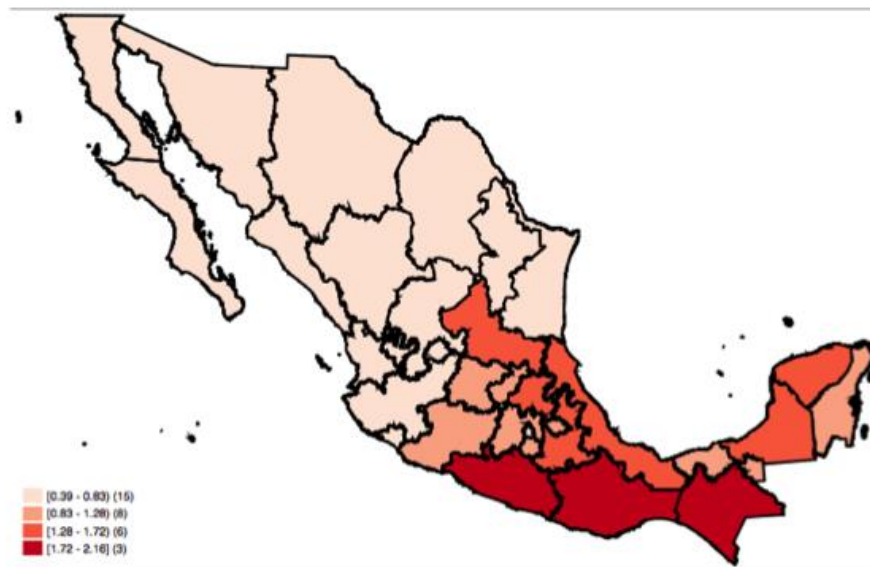 [0.39 - 0.83) (15)
[0.83 - 1.28) (8)
[1.28 - 1.72) (6)
[1.72 - 2.16] (3)